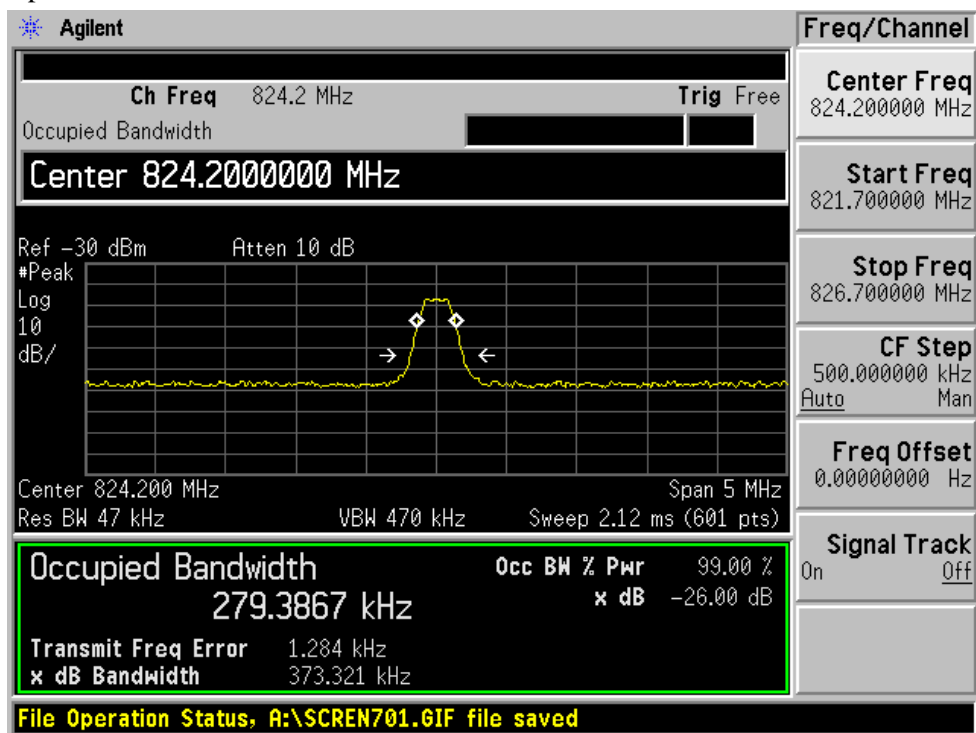 Agilent
Freq/Channel
Ch Freq 824.2 MHz Trig Free
Occupied Bandwidth
Center 824.2000000 MHz
Ref -30 dBm Atten 10 dB
#Peak
Log
10
dB/
Center 824.200 MHz Span 5 MHz
Res BW 47 kHz VBW 470 kHz Sweep 2.12 ms (601 pts)
Occupied Bandwidth
279.3867 kHz
Occ BW % Pwr 99.00 %
x dB -26.00 dB
Transmit Freq Error 1.284 kHz
x dB Bandwidth 373.321 kHz
File Operation Status, A:\SCREN701.GIF file saved
Center Freq
824.200000 MHz
Start Freq
821.700000 MHz
Stop Freq
826.700000 MHz
CF Step
500.000000 kHz
Auto Man
Freq Offset
0.00000000 Hz
Signal Track
On Off